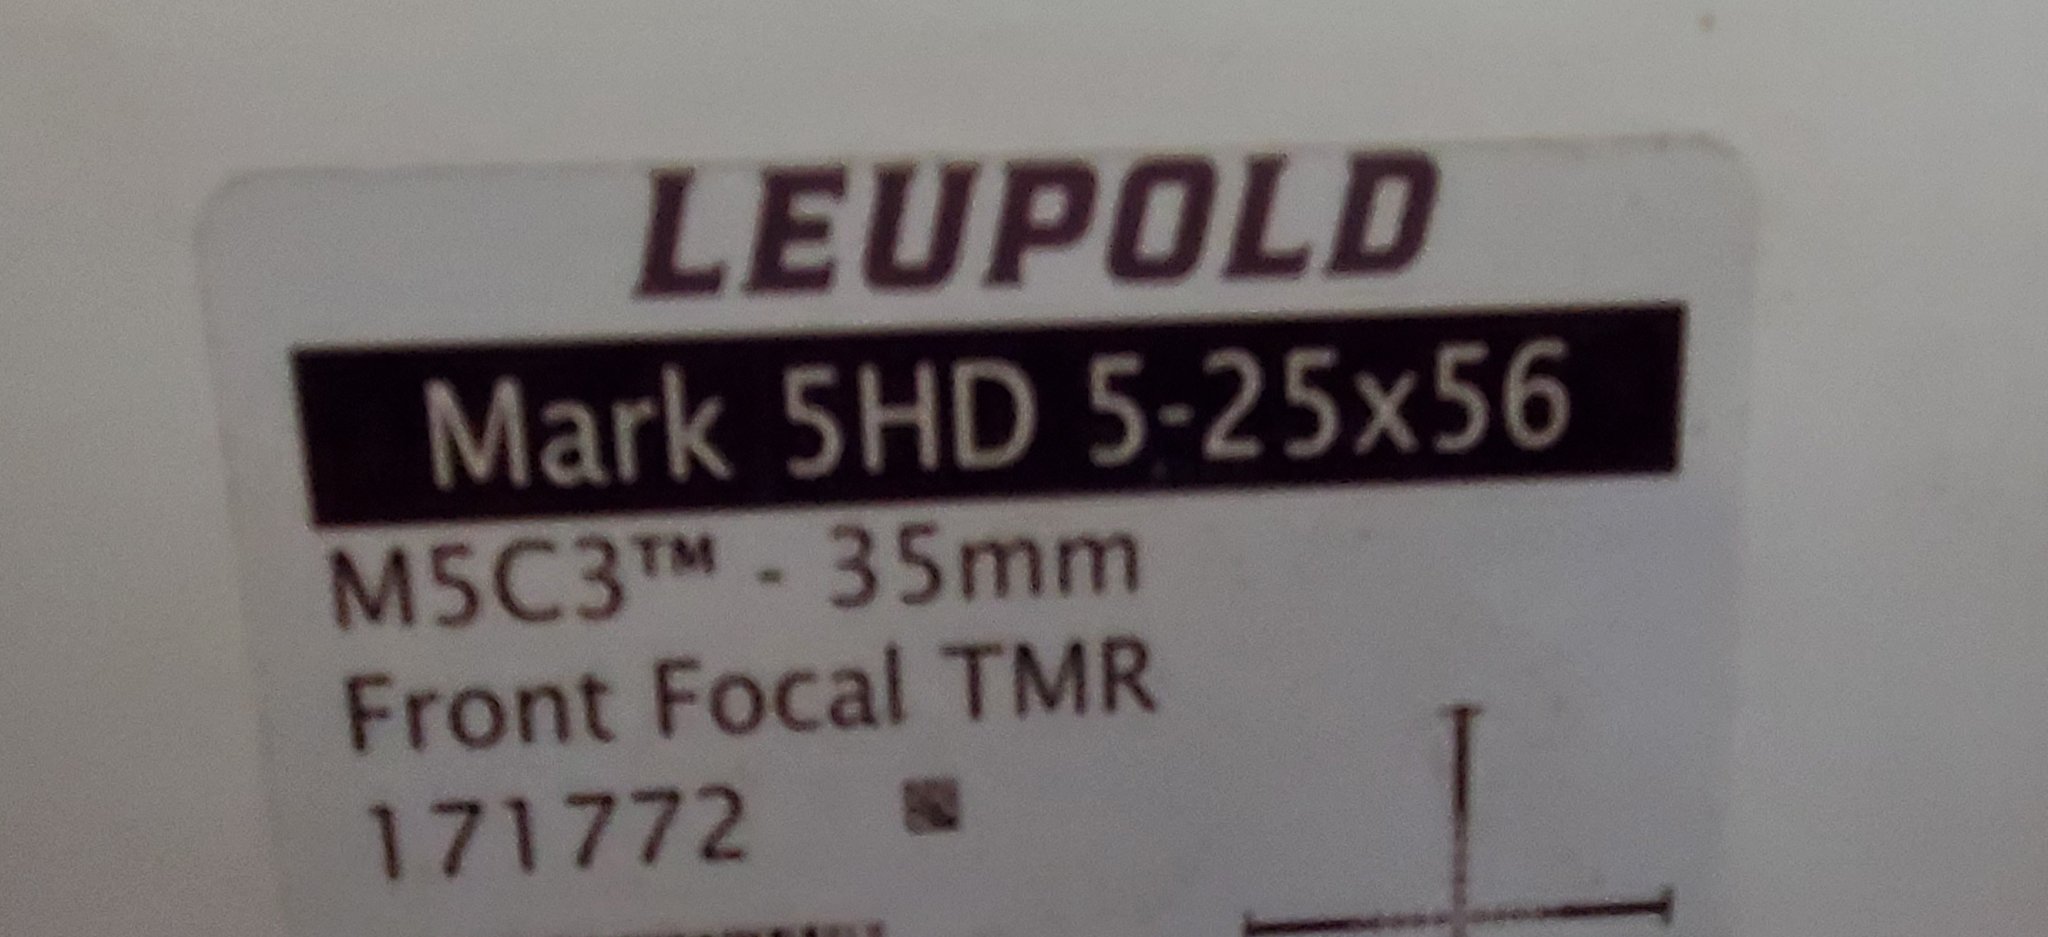 LEUPOLD
Mark 5HD 5-25x56
M5C3™ - 35mm
Front Focal TMR
171772